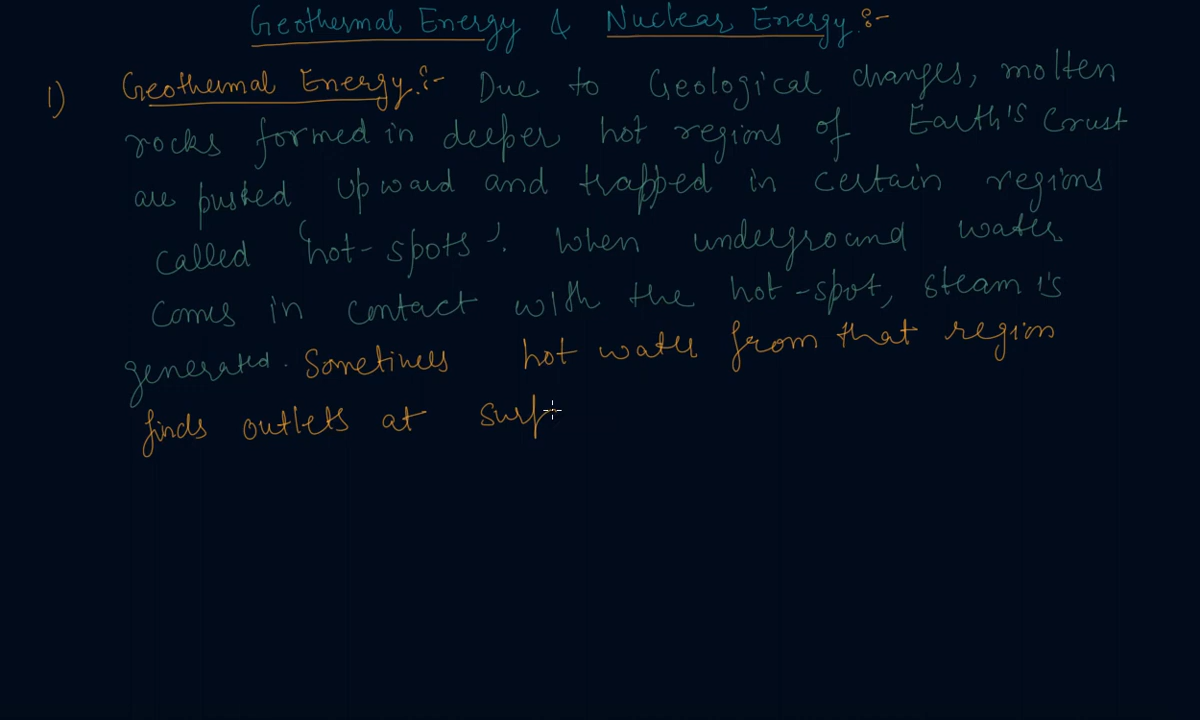 Geothermal Energy & Nuclear Energy :-
1) Geothermal Energy :- Due to Geological changes, molten
rocks formed in deeper hot regions of Earth's Crust
are pushed upward and trapped in certain regions
called 'hot-spots'. When underground water
comes in contact with the hot-spot, steam is
generated. Sometimes hot water from that region
finds outlets at surf